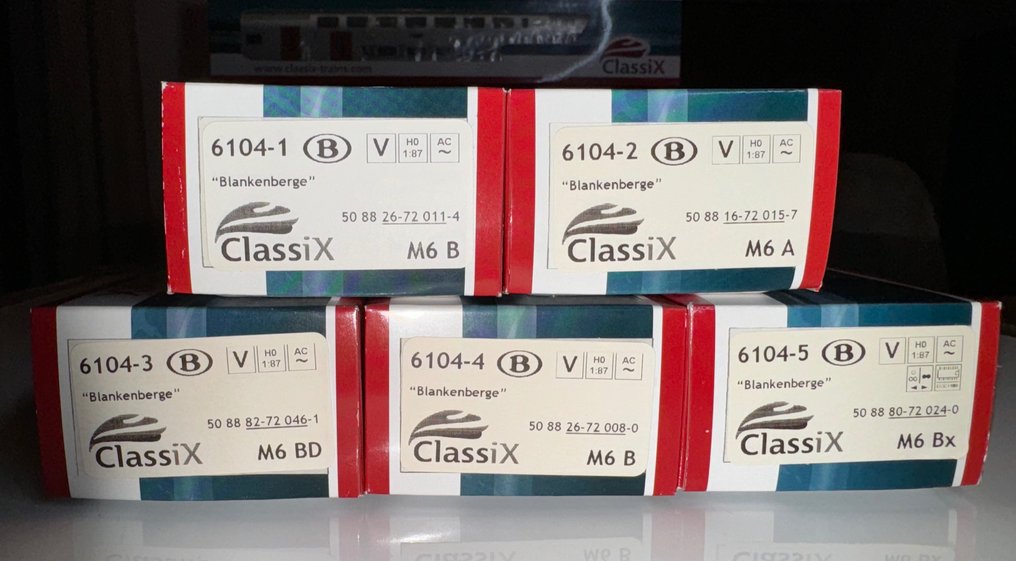 www.classix-trains.com
ClassiX
6104-1 B V H0 1:87 AC ~
"Blankenberge"
50 88 26-72 011-4
ClassiX
M6 B
6104-2 B V H0 1:87 AC ~
"Blankenberge"
50 88 16-72 015-7
ClassiX
M6 A
6104-3 B V H0 1:87 AC ~
"Blankenberge"
50 88 82-72 046-1
ClassiX
M6 BD
6104-4 B V H0 1:87 AC ~
"Blankenberge"
50 88 26-72 008-0
ClassiX
M6 B
6104-5 B V H0 1:87 AC ~
"Blankenberge"
50 88 80-72 024-0
ClassiX
M6 Bx